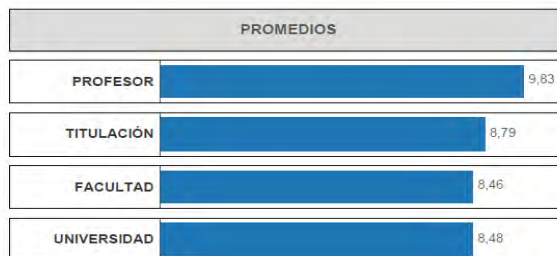 PROMEDIOS
PROFESOR 9,83
TITULACIÓN 8,79
FACULTAD 8,46
UNIVERSIDAD 8,48